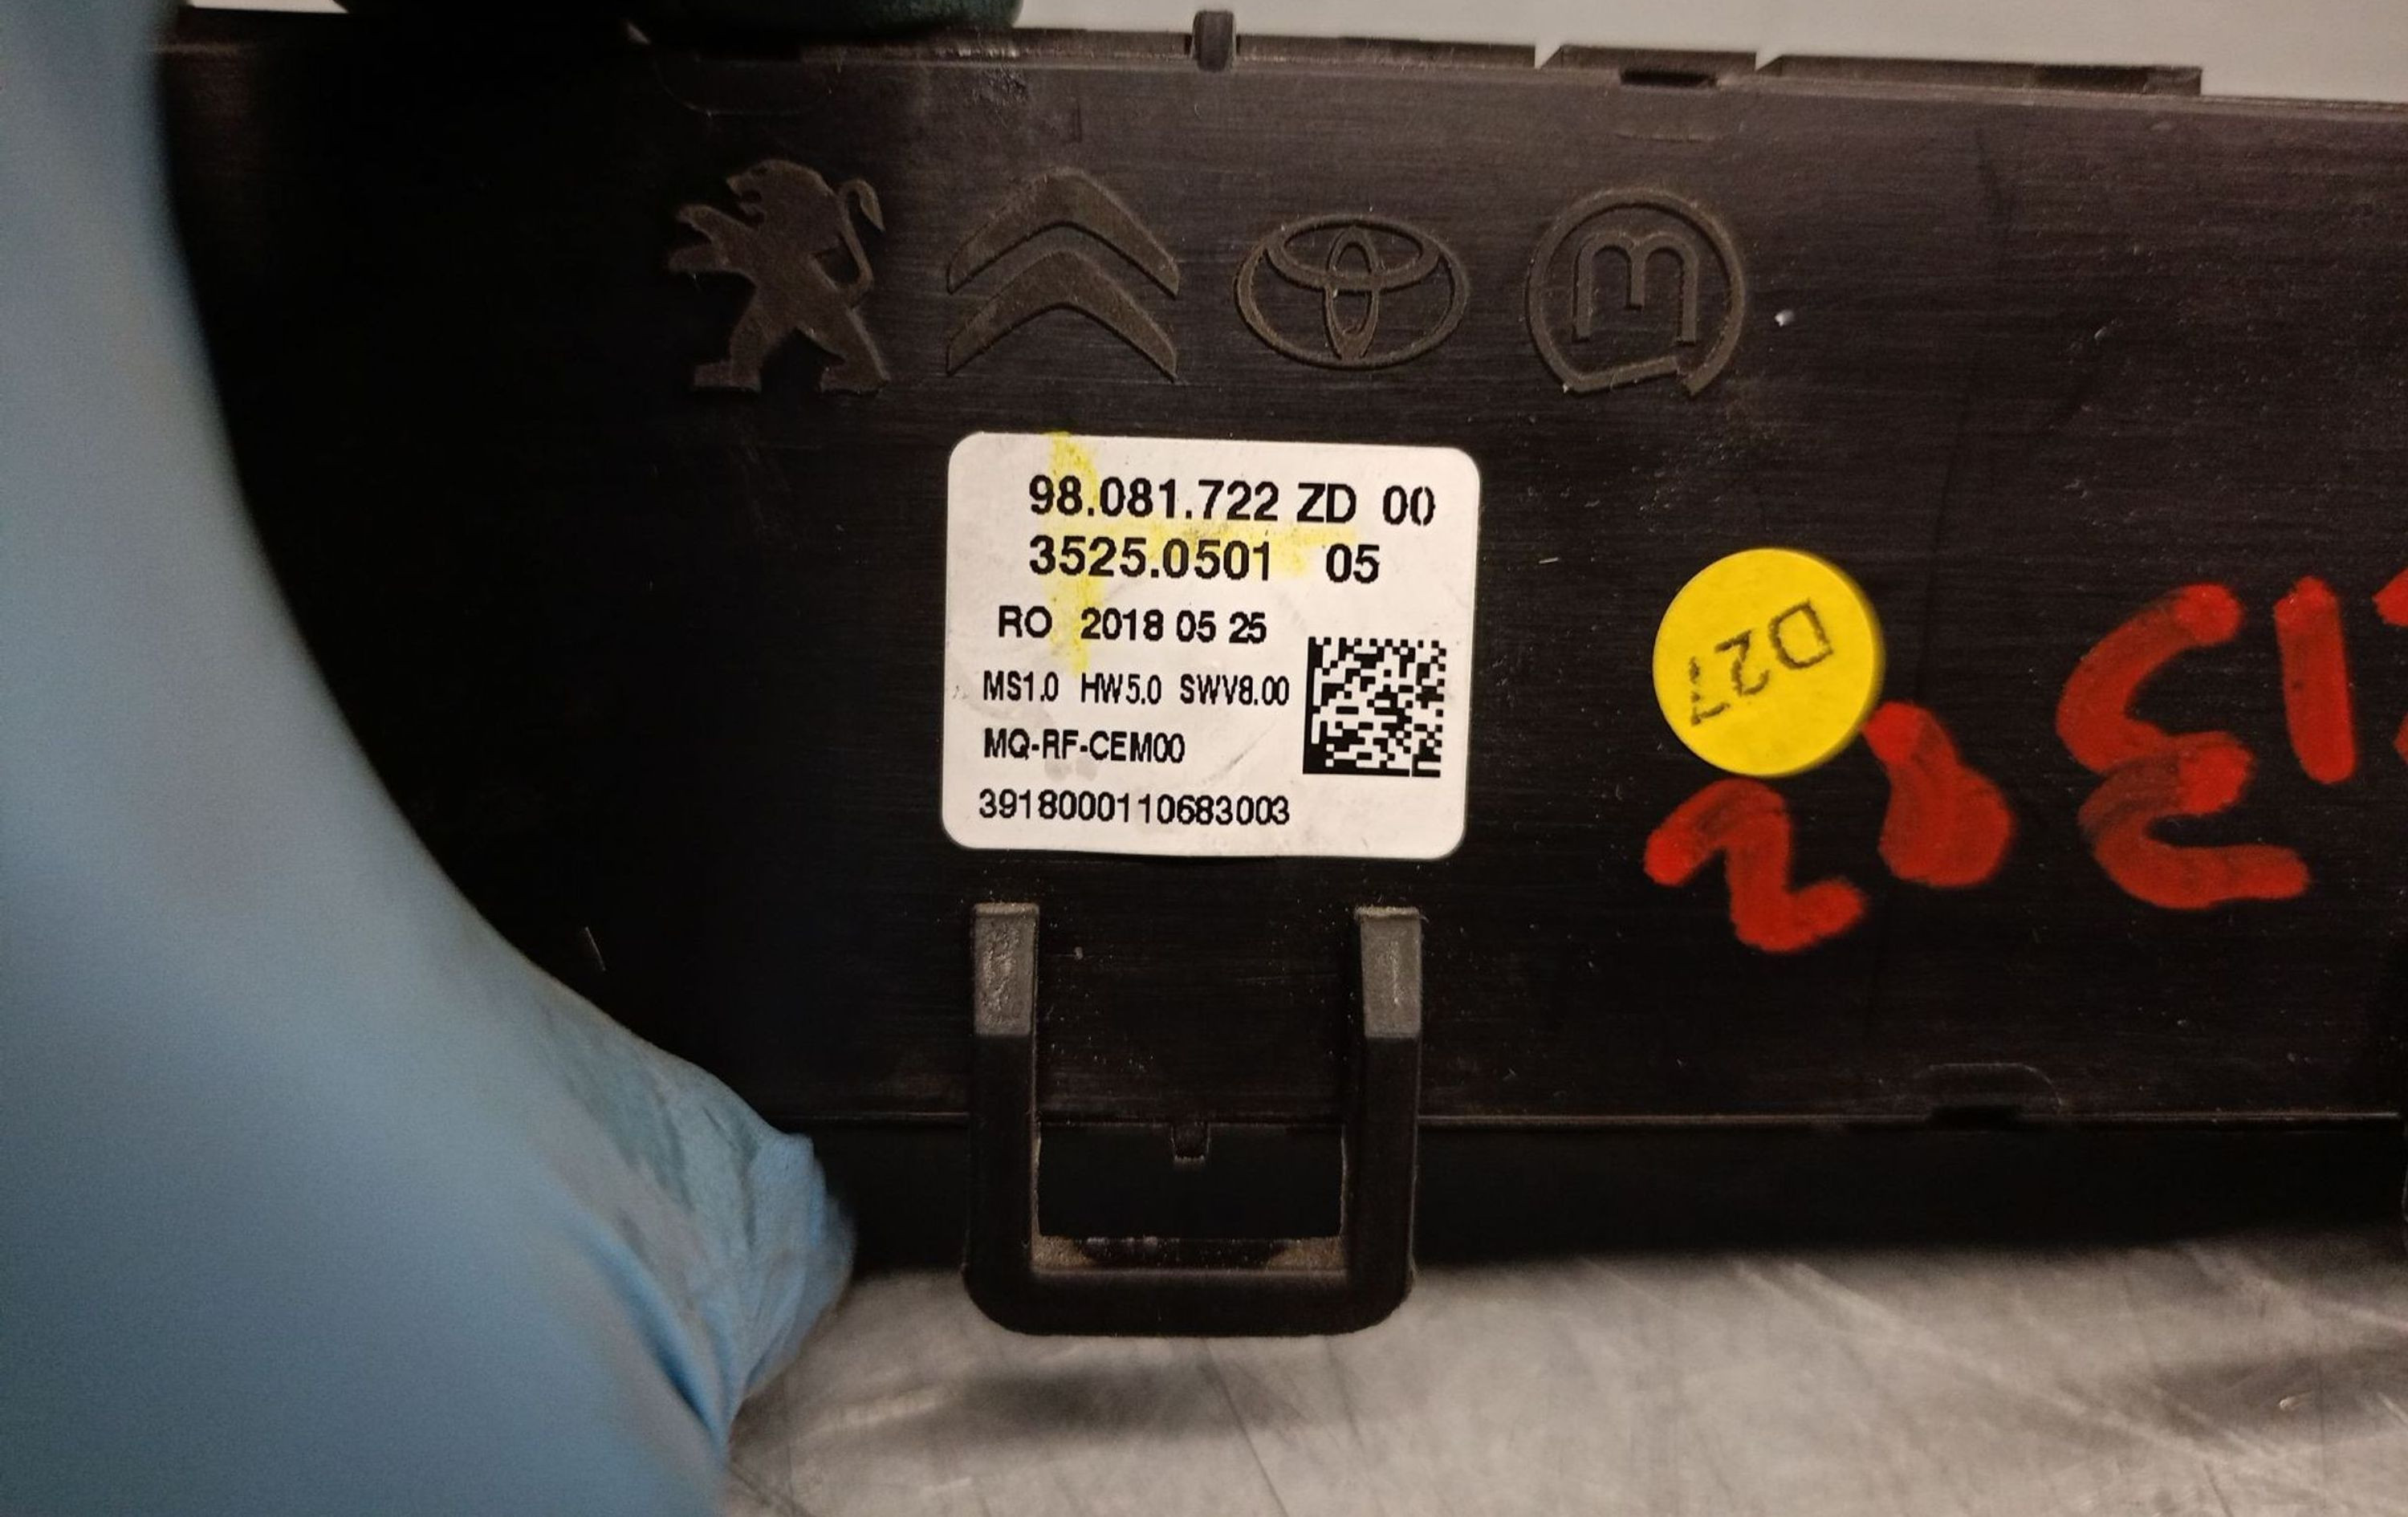 98.081.722 ZD 00
3525.0501 05
RO 2018 05 25
MS1.0 HW5.0 SWV8.00
MQ-RF-CEM00
3918000110683003
D21